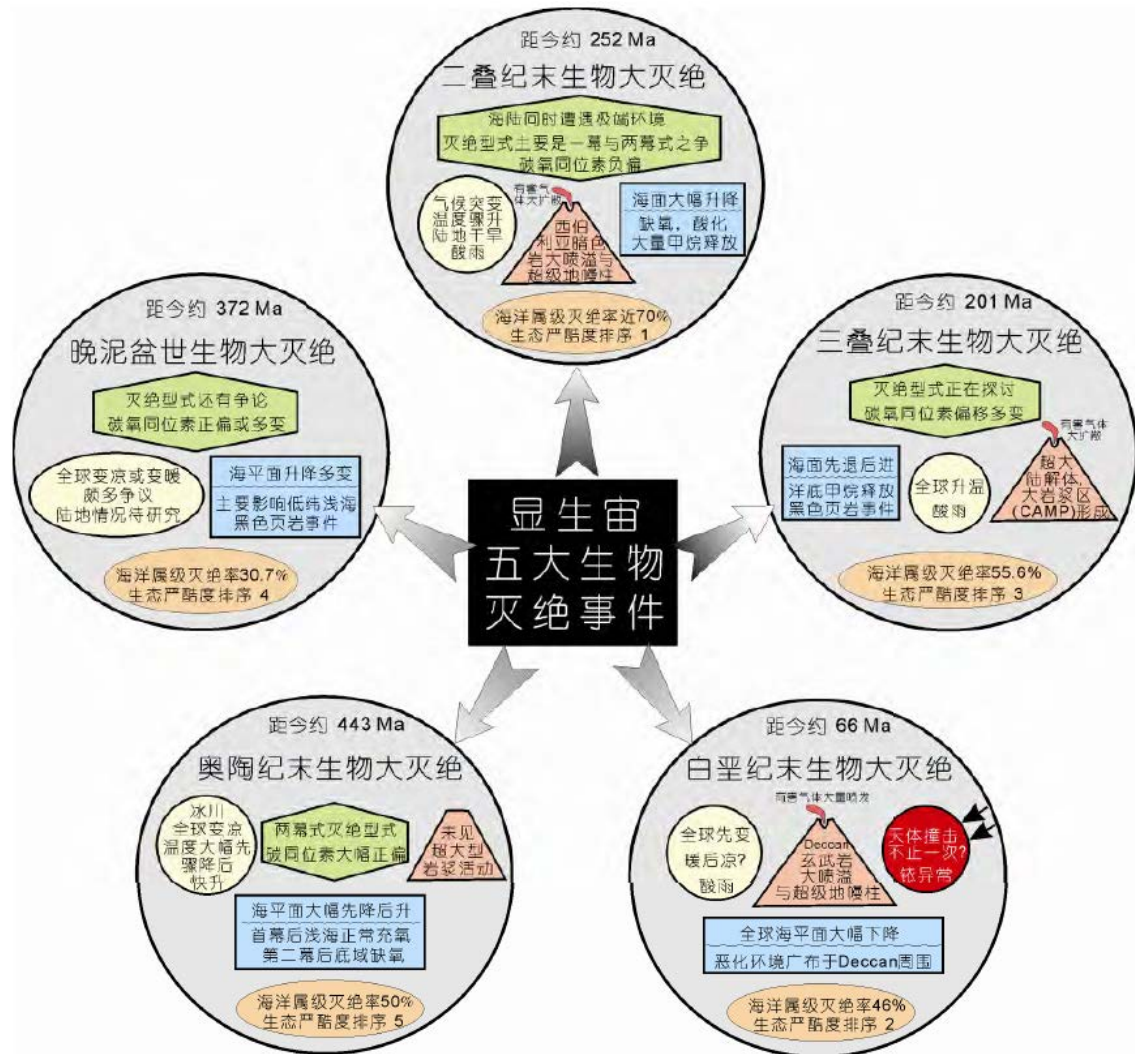 距今约 252 Ma
二叠纪末生物大灭绝
海陆同时遭遇极端环境
灭绝型式主要是一幕与两幕式之争
碳氧同位素负偏
气候突变
温度骤升
陆地干旱
酸雨
有害气
体大扩散
西伯
利亚暗色
岩大喷溢与
超级地幔柱
海面大幅升降
缺氧，酸化
大量甲烷释放
海洋属级灭绝率近70%
生态严酷度排序 1
距今约 372 Ma
晚泥盆世生物大灭绝
灭绝型式还有争论
碳氧同位素正偏或多变
全球变凉或变暖
颇多争议
陆地情况待研究
海平面升降多变
主要影响低纬浅海
黑色页岩事件
海洋属级灭绝率30.7%
生态严酷度排序 4
距今约 201 Ma
三叠纪末生物大灭绝
灭绝型式正在探讨
碳氧同位素偏移多变
海面先退后进
洋底甲烷释放
黑色页岩事件
全球升温
酸雨
有害气体
大扩散
超大
陆解体，
大岩浆区
(CAMP)形成
海洋属级灭绝率55.6%
生态严酷度排序 3
显生宙
五大生物
灭绝事件
距今约 443 Ma
奥陶纪末生物大灭绝
冰川
全球变凉
温度大幅先
骤降后
快升
两幕式灭绝型式
碳同位素大幅正偏
未见
超大型
岩浆活动
海平面大幅先降后升
首幕后浅海正常充氧
第二幕后底域缺氧
海洋属级灭绝率50%
生态严酷度排序 5
距今约 66 Ma
白垩纪末生物大灭绝
有害气体大量喷发
全球先变
暖后凉?
酸雨
Deccan
玄武岩
大喷溢
与超级地幔柱
天体撞击
不止一次?
铱异常
全球海平面大幅下降
恶化环境广布于Deccan周围
海洋属级灭绝率46%
生态严酷度排序 2